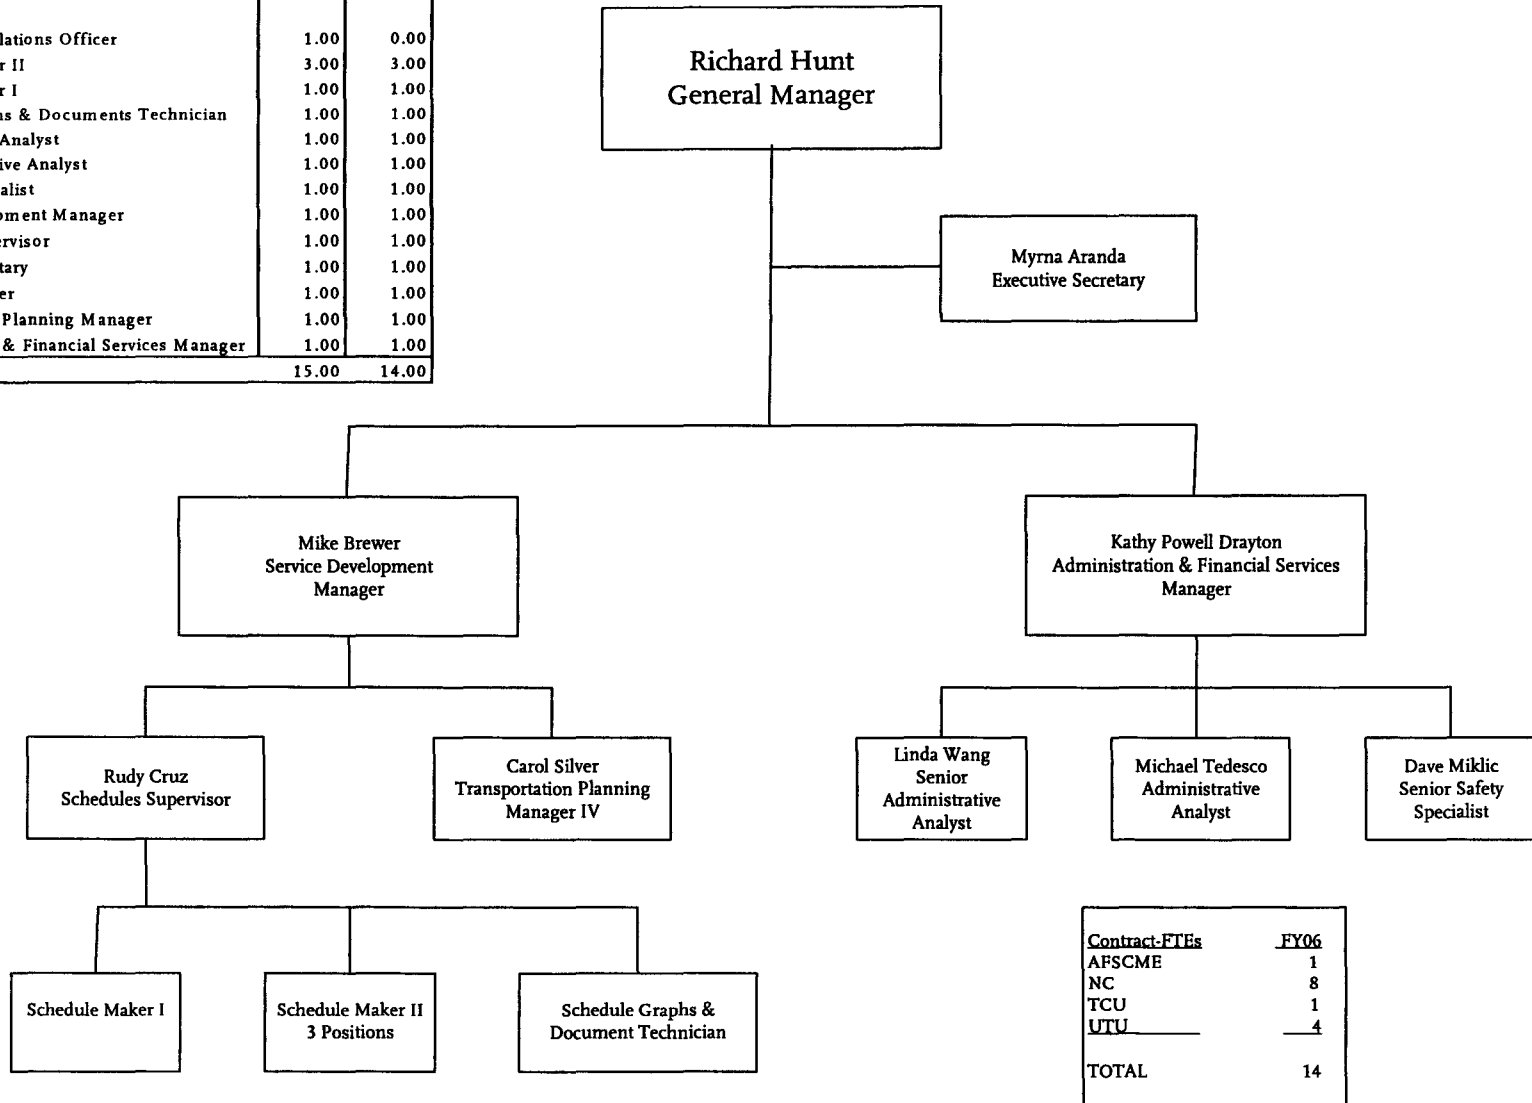 lations Officer 1.00 0.00
r II 3.00 3.00
r I 1.00 1.00
s & Documents Technician 1.00 1.00
Analyst 1.00 1.00
ive Analyst 1.00 1.00
alist 1.00 1.00
pment Manager 1.00 1.00
rvisor 1.00 1.00
tary 1.00 1.00
er 1.00 1.00
Planning Manager 1.00 1.00
& Financial Services Manager 1.00 1.00
15.00 14.00
Richard Hunt
General Manager
Myrna Aranda
Executive Secretary
Mike Brewer
Service Development
Manager
Kathy Powell Drayton
Administration & Financial Services
Manager
Rudy Cruz
Schedules Supervisor
Carol Silver
Transportation Planning
Manager IV
Linda Wang
Senior
Administrative
Analyst
Michael Tedesco
Administrative
Analyst
Dave Miklic
Senior Safety
Specialist
Schedule Maker I
Schedule Maker II
3 Positions
Schedule Graphs &
Document Technician
Contract-FTEs FY06
AFSCME 1
NC 8
TCU 1
UTU 4
TOTAL 14